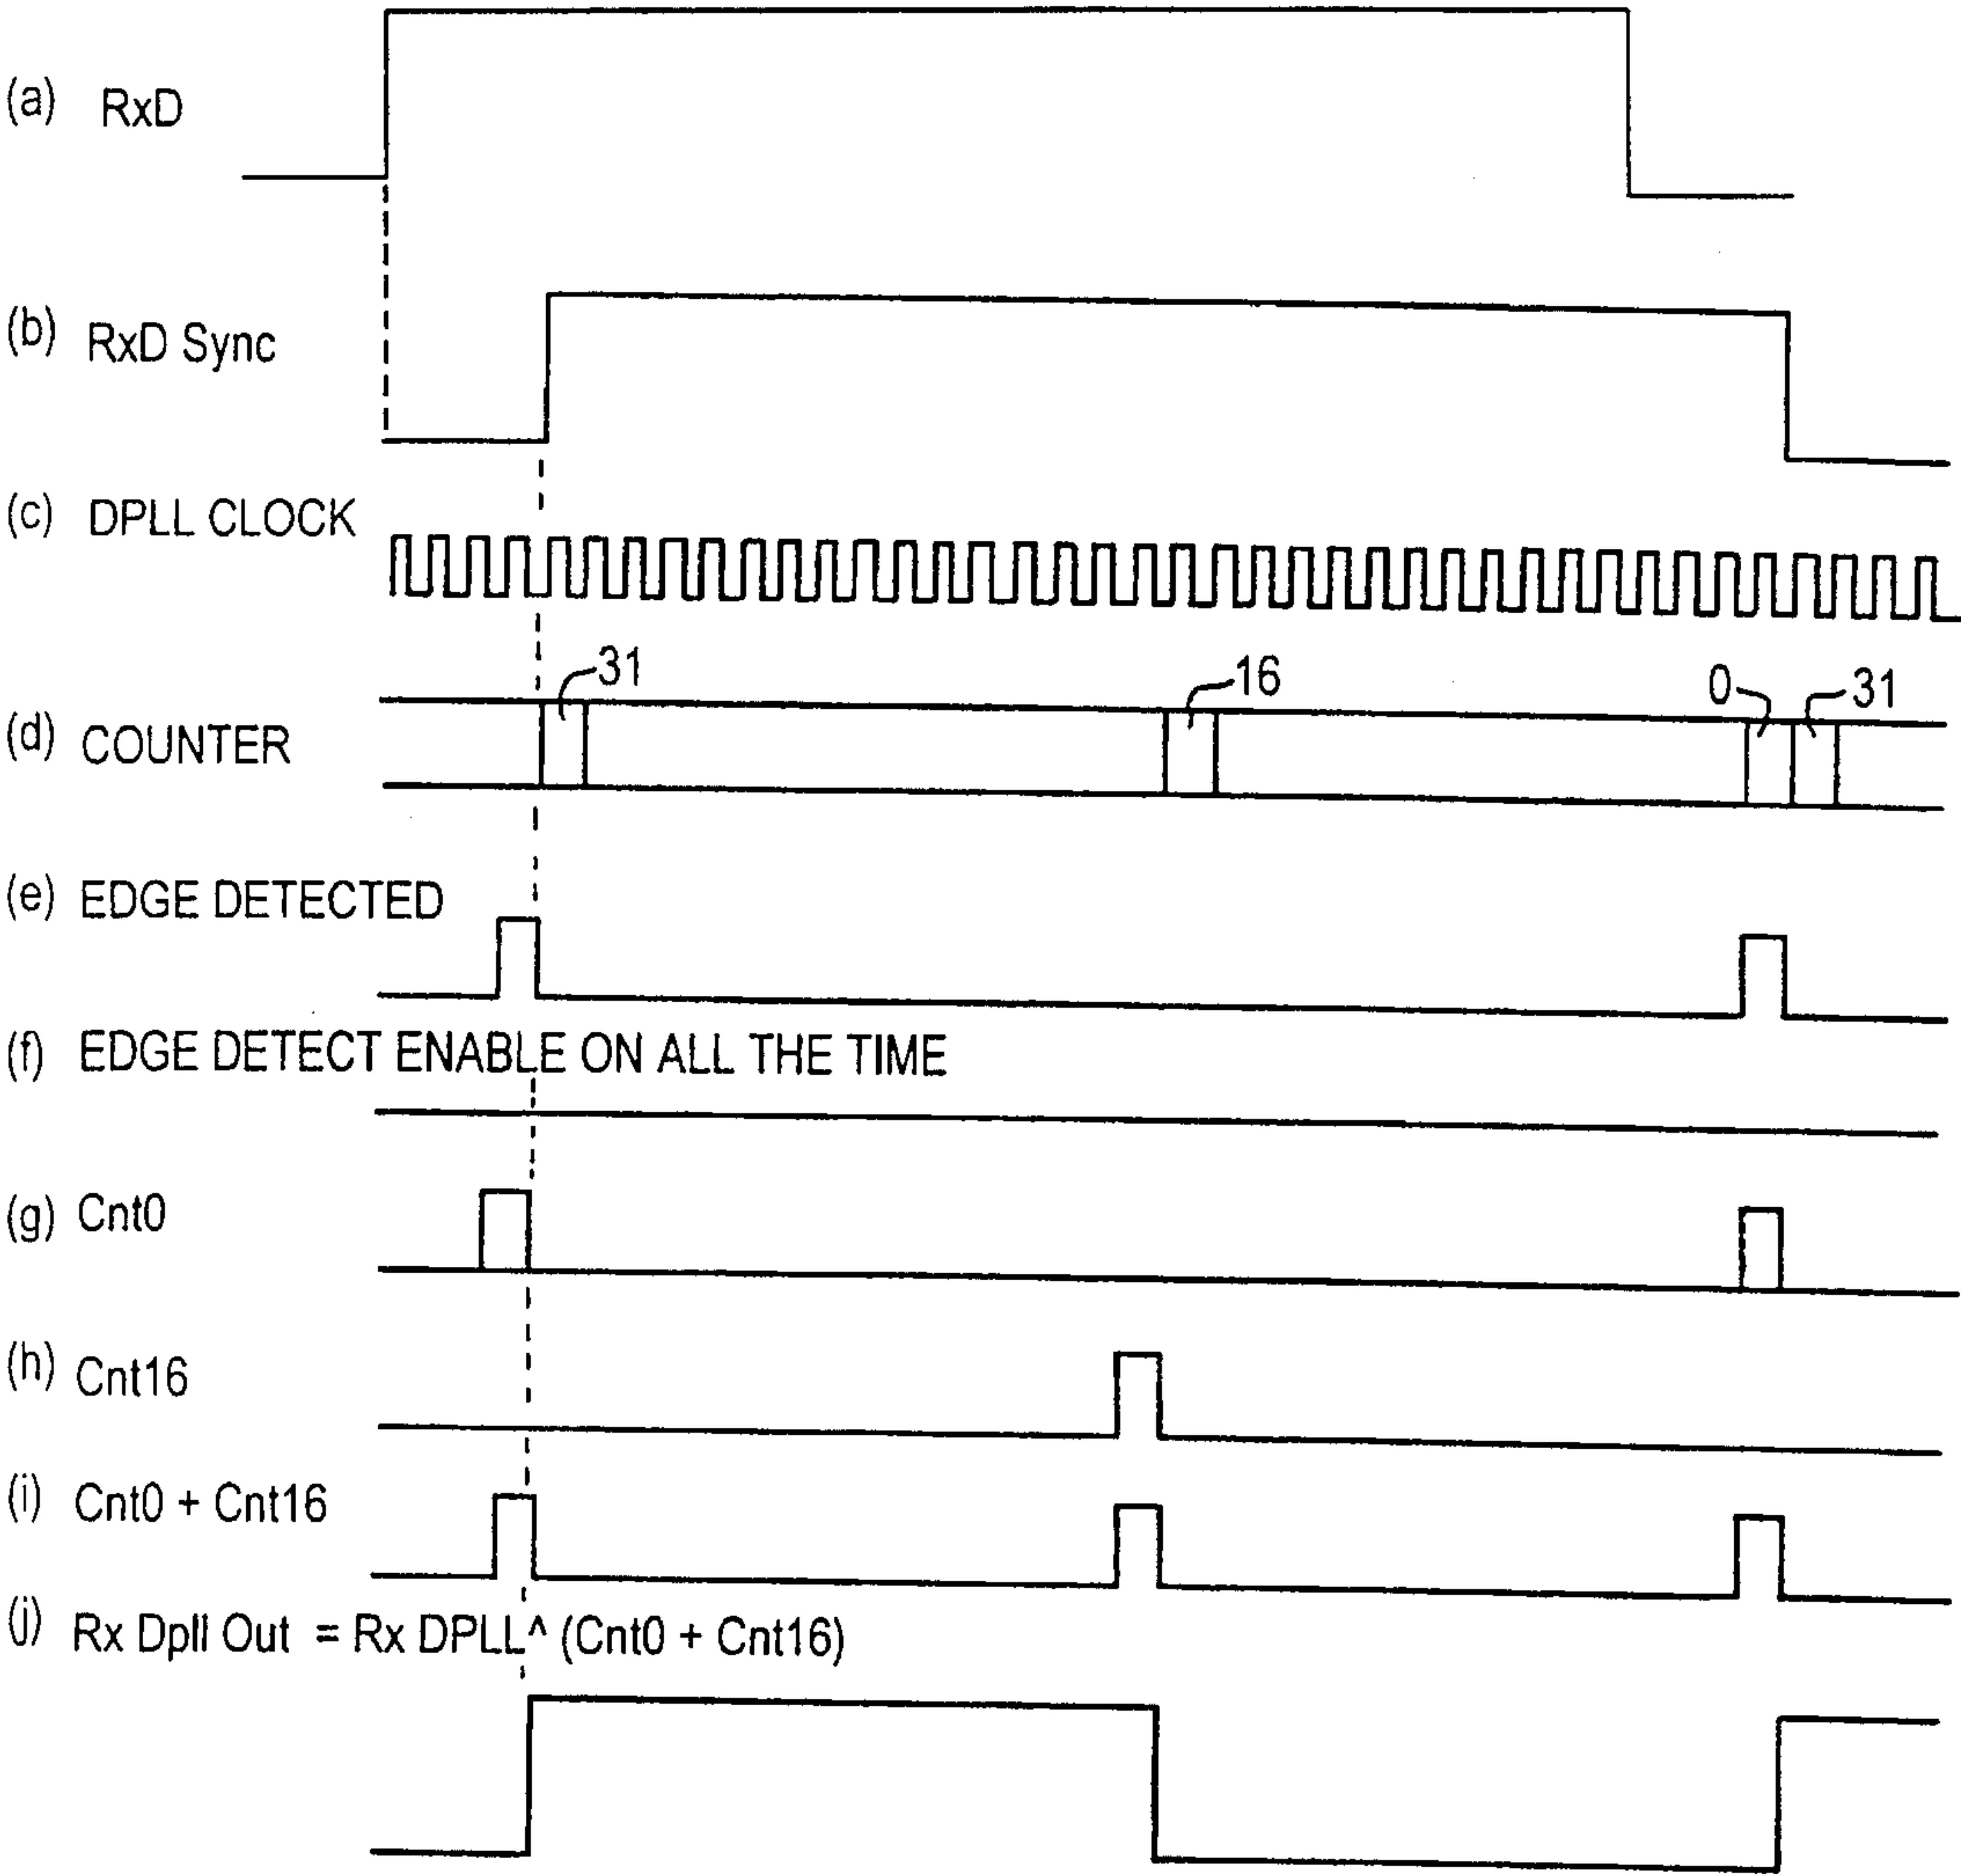 (a) RxD
(b) RxD Sync
(c) DPLL CLOCK
31
16
0
31
(d) COUNTER
(e) EDGE DETECTED
(f) EDGE DETECT ENABLE ON ALL THE TIME
(g) Cnt0
(h) Cnt16
(i) Cnt0 + Cnt16
(j) Rx Dpll Out = Rx DPLL^ (Cnt0 + Cnt16)